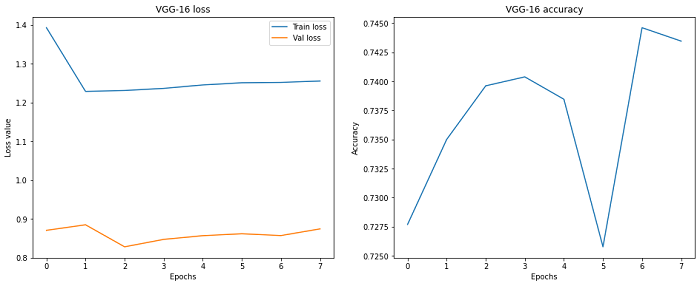 VGG-16 loss
1.4
1.3
1.2
1.1
1.0
0.9
0.8
Loss value
Train loss
Val loss
0 1 2 3 4 5 6 7
Epochs
VGG-16 accuracy
0.7450
0.7425
0.7400
0.7375
0.7350
0.7325
0.7300
0.7275
0.7250
Accuracy
0 1 2 3 4 5 6 7
Epochs